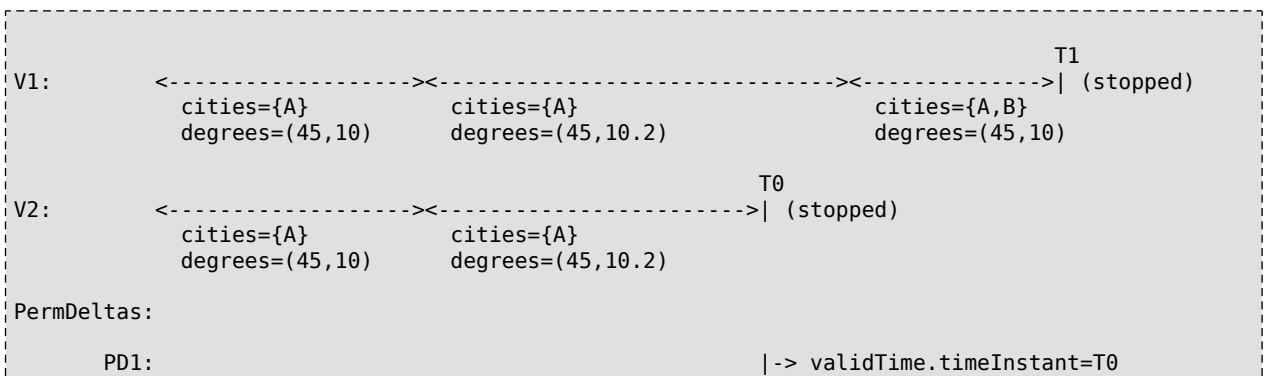 T1
V1: <-------------------><-------------------------------><-------------->| (stopped)
cities={A} cities={A} cities={A,B}
degrees=(45,10) degrees=(45,10.2) degrees=(45,10)
T0
V2: <-------------------><------------------------>| (stopped)
cities={A} cities={A}
degrees=(45,10) degrees=(45,10.2)
PermDeltas:
PD1: |-> validTime.timeInstant=T0